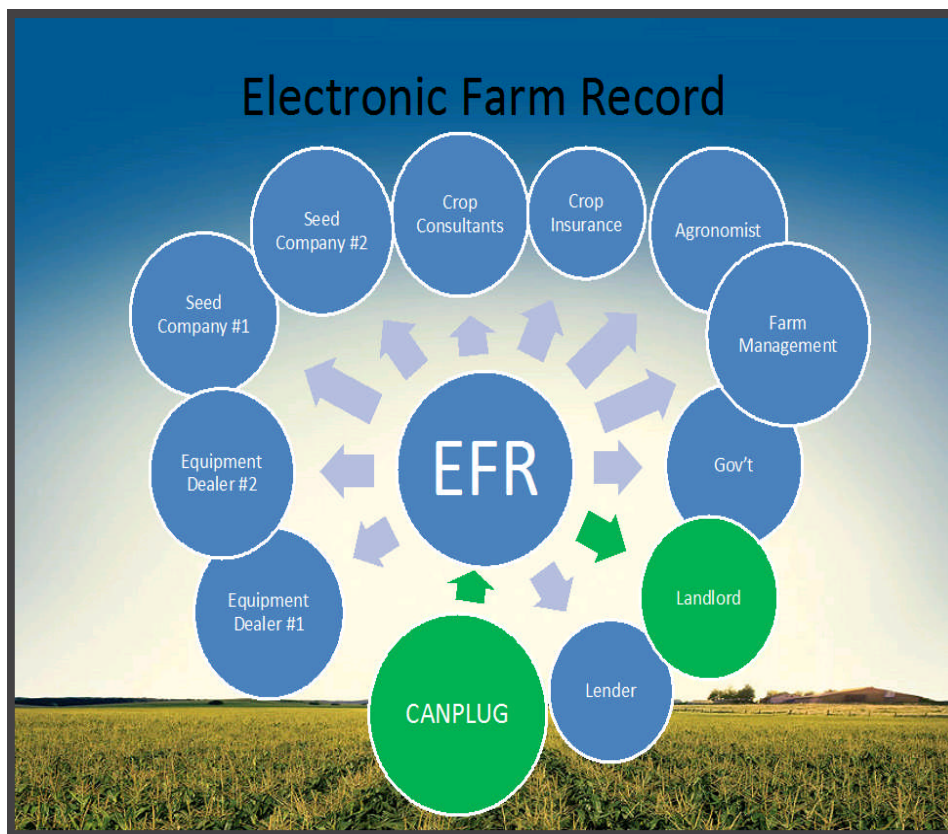 Electronic Farm Record
Seed
Company #2
Crop
Consultants
Crop
Insurance
Agronomist
Seed
Company #1
Farm
Management
Equipment
Dealer #2
EFR
Gov't
Equipment
Dealer #1
Landlord
CANPLUG
Lender